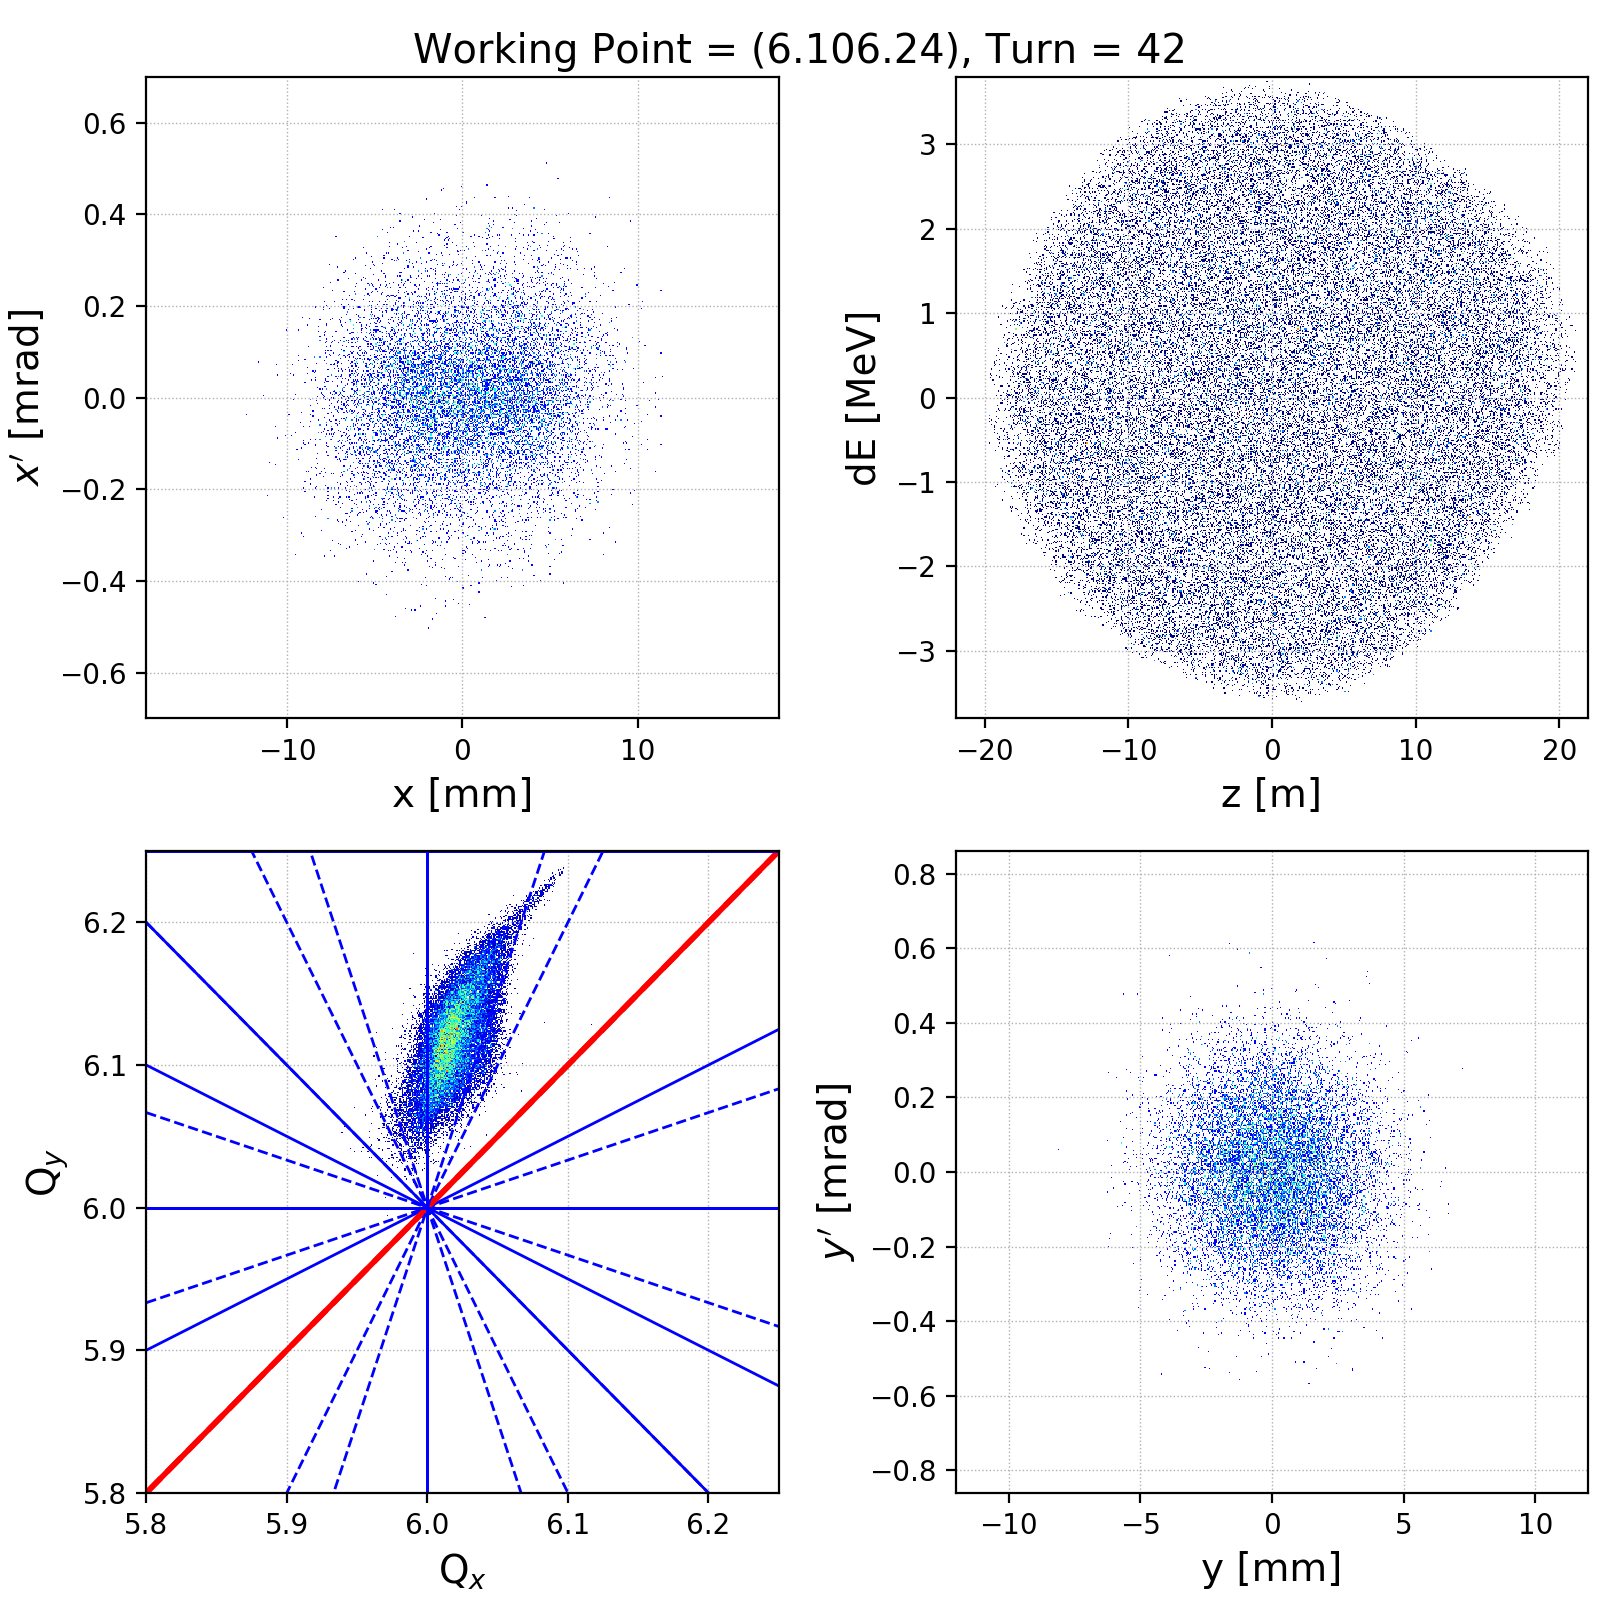 Working Point = (6.106.24), Turn = 42
0.6
0.4
0.2
0.0
−0.2
−0.4
−0.6
x′ [mrad]
−10 0 10
x [mm]
3
2
1
0
−1
−2
−3
dE [MeV]
−20 −10 0 10 20
z [m]
6.2
6.1
6.0
5.9
5.8
Qy
5.8 5.9 6.0 6.1 6.2
Qx
0.8
0.6
0.4
0.2
0.0
−0.2
−0.4
−0.6
−0.8
y′ [mrad]
−10 −5 0 5 10
y [mm]